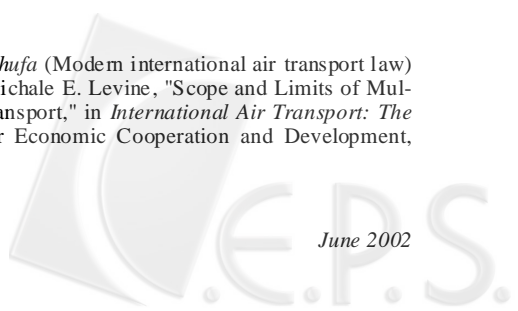 hufa (Modern international air transport law)
ichale E. Levine, "Scope and Limits of Mul-
ansport," in International Air Transport: The
r Economic Cooperation and Development,
June 2002
C.E.P.S.